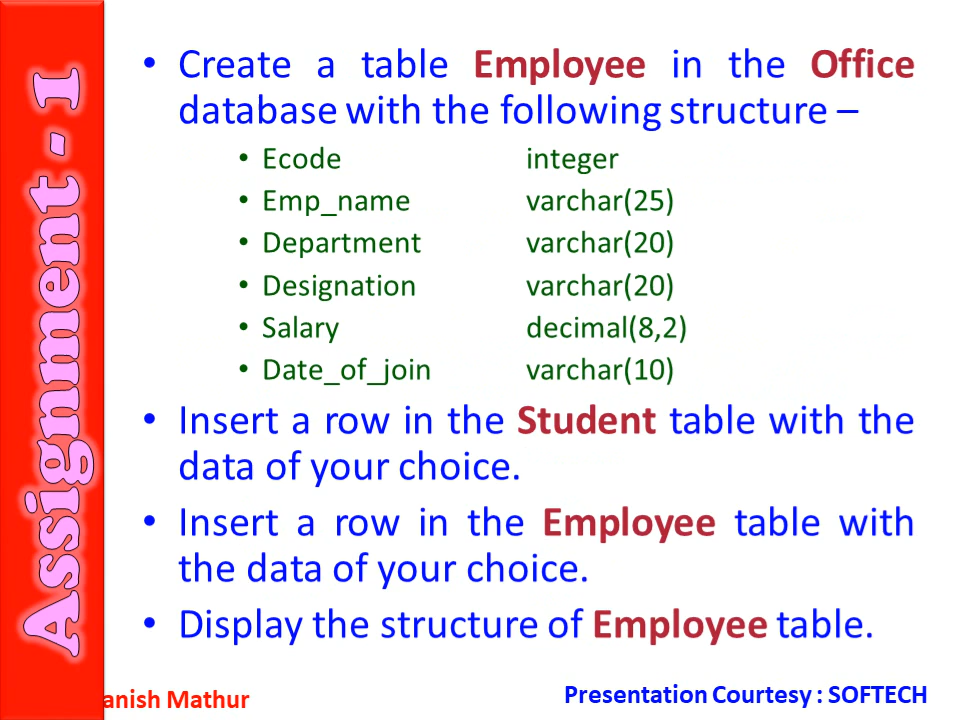 Assignment - I
• Create a table Employee in the Office
database with the following structure –
• Ecode integer
• Emp_name varchar(25)
• Department varchar(20)
• Designation varchar(20)
• Salary decimal(8,2)
• Date_of_join varchar(10)
• Insert a row in the Student table with the
data of your choice.
• Insert a row in the Employee table with
the data of your choice.
• Display the structure of Employee table.
anish Mathur
Presentation Courtesy : SOFTECH